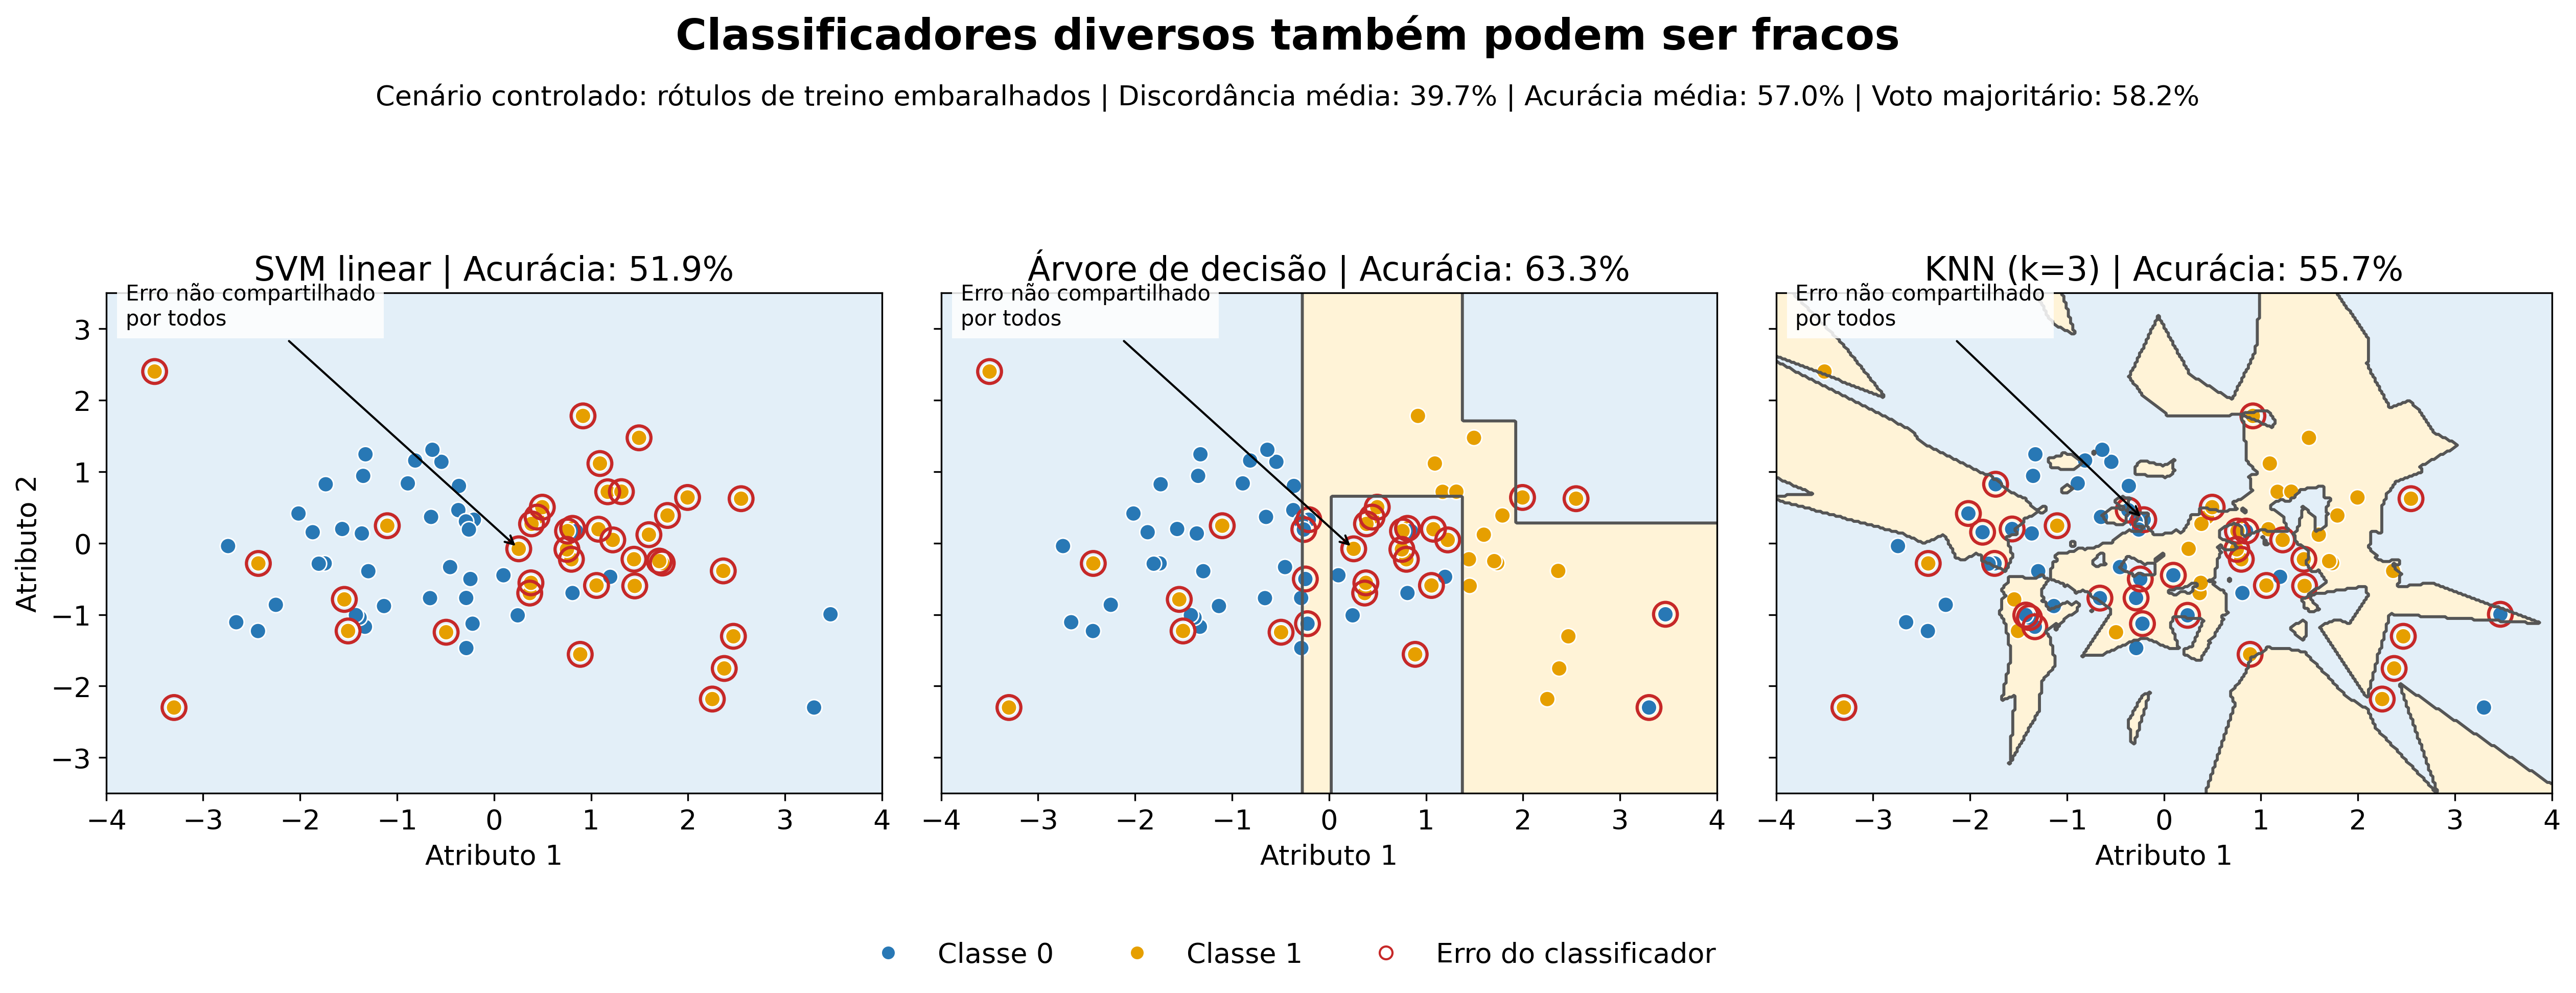 Classificadores diversos também podem ser fracos
Cenário controlado: rótulos de treino embaralhados | Discordância média: 39.7% | Acurácia média: 57.0% | Voto majoritário: 58.2%
SVM linear | Acurácia: 51.9%
Erro não compartilhado
por todos
3
2
1
0
−1
−2
−3
Atributo 2
−4 −3 −2 −1 0 1 2 3 4
Atributo 1
Árvore de decisão | Acurácia: 63.3%
Erro não compartilhado
por todos
−4 −3 −2 −1 0 1 2 3 4
Atributo 1
KNN (k=3) | Acurácia: 55.7%
Erro não compartilhado
por todos
−4 −3 −2 −1 0 1 2 3 4
Atributo 1
Classe 0 Classe 1 Erro do classificador